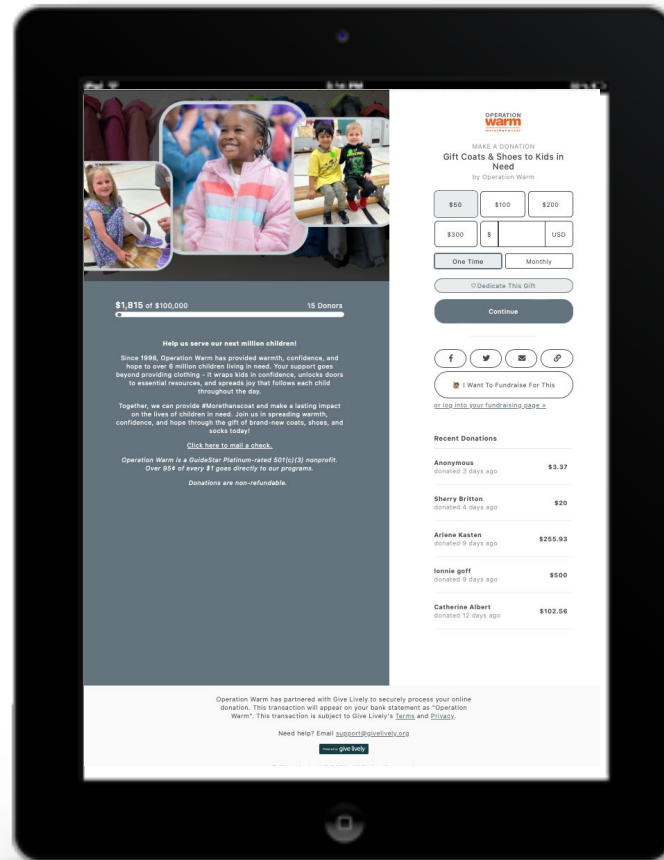 $1,815 of $100,000
15 Donors
Help us serve our next million children!
Since 1998, Operation Warm has provided warmth, confidence, and
hope to over 6 million children living in need. Your support goes
beyond providing clothing - it wraps kids in confidence, unlocks doors
to essential resources, and spreads joy that follows each child
throughout the day.
Together, we can provide #Morethanacoat and make a lasting impact
on the lives of children in need. Join us in spreading warmth,
confidence, and hope through the gift of brand-new coats, shoes, and
socks today!
Click here to mail a check.
Operation Warm is a GuideStar Platinum-rated 501(c)(3) nonprofit.
Over 95¢ of every $1 goes directly to our programs.
Donations are non-refundable.
OPERATION
warm
MAKE A DONATION
Gift Coats & Shoes to Kids in
Need
by Operation Warm
$50
$100
$200
$300
$
USD
One Time
Monthly
Dedicate This Gift
Continue
I Want To Fundraise For This
or log into your fundraising page »
Recent Donations
Anonymous
donated 3 days ago
$3.37
Sherry Britton
donated 4 days ago
$20
Arlene Kasten
donated 9 days ago
$255.93
lonnie goff
donated 9 days ago
$500
Catherine Albert
donated 12 days ago
$102.56
Operation Warm has partnered with Give Lively to securely process your online
donation. This transaction will appear on your bank statement as "Operation
Warm". This transaction is subject to Give Lively's Terms and Privacy.
Need help? Email support@givelively.org
give lively